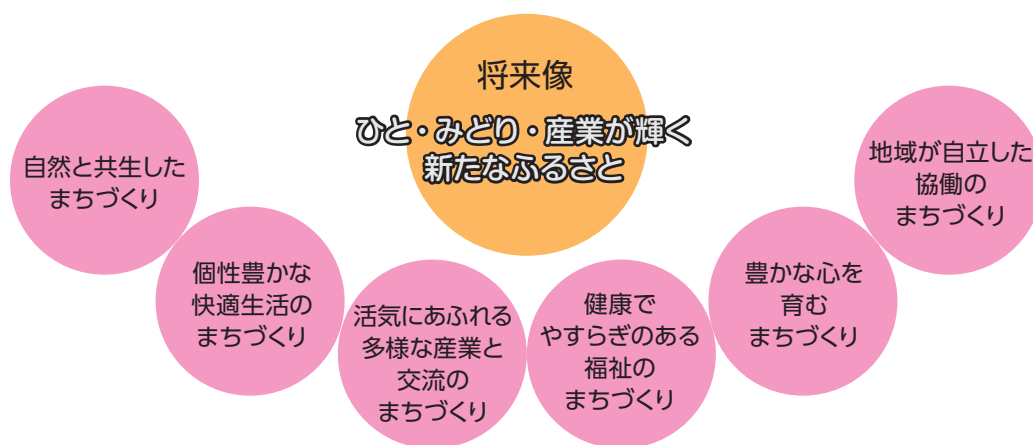 将来像
ひと・みどり・産業が輝く
新たなふるさと
自然と共生した
まちづくり
個性豊かな
快適生活の
まちづくり
活気にあふれる
多様な産業と
交流の
まちづくり
健康で
やすらぎのある
福祉の
まちづくり
豊かな心を
育む
まちづくり
地域が自立した
協働の
まちづくり